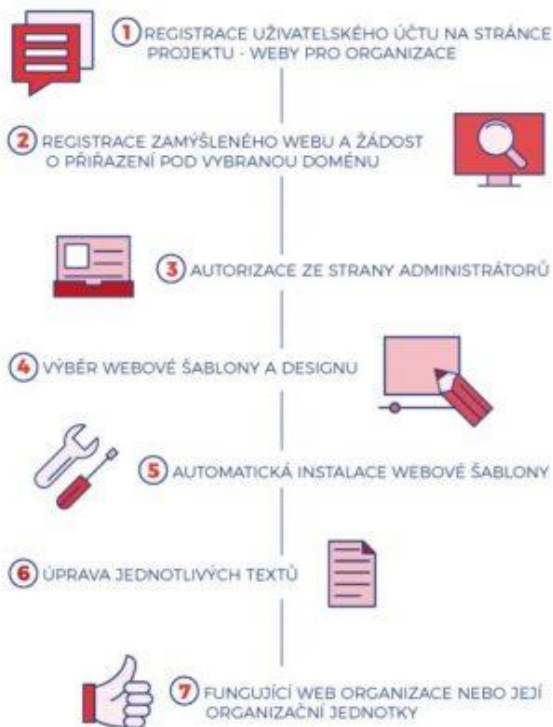 1 REGISTRACE UŽIVATELSKÉHO ÚČTU NA STRÁNCE
PROJEKTU - WEBY PRO ORGANIZACE
2 REGISTRACE ZAMÝŠLENÉHO WEBU A ŽÁDOST
O PŘIŘAZENÍ POD VYBRANOU DOMÉNU
3 AUTORIZACE ZE STRANY ADMINISTRÁTORŮ
4 VÝBĚR WEBOVÉ ŠABLONY A DESIGNU
5 AUTOMATICKÁ INSTALACE WEBOVÉ ŠABLONY
6 ÚPRAVA JEDNOTLIVÝCH TEXTŮ
7 FUNGUJÍCÍ WEB ORGANIZACE NEBO JEJÍ
ORGANIZAČNÍ JEDNOTKY